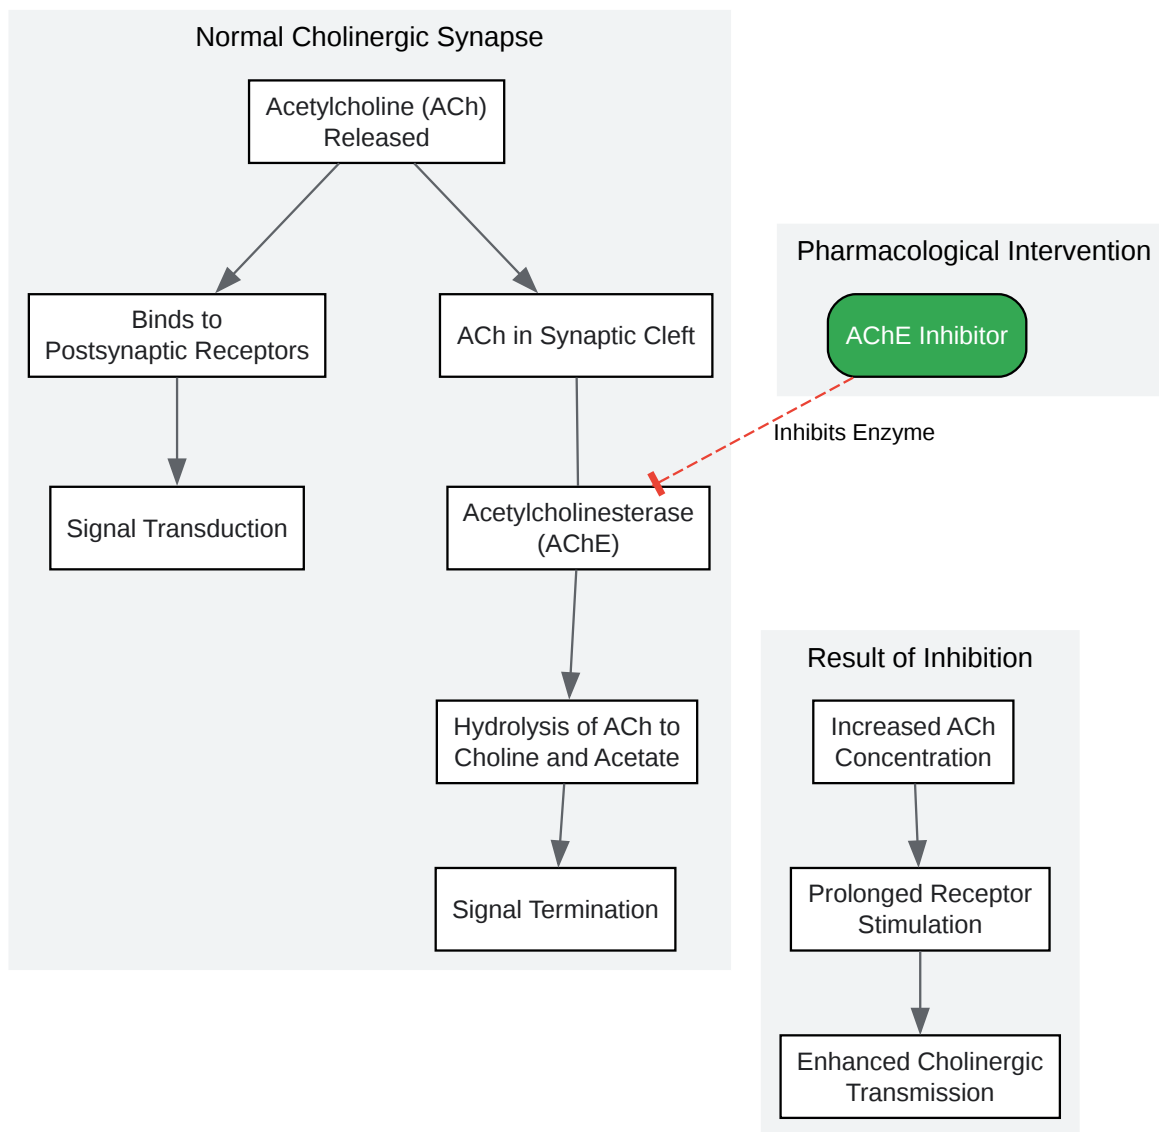 Normal Cholinergic Synapse
Acetylcholine (ACh)
Released
Binds to
Postsynaptic Receptors
ACh in Synaptic Cleft
Signal Transduction
Acetylcholinesterase
(AChE)
Hydrolysis of ACh to
Choline and Acetate
Signal Termination
Pharmacological Intervention
AChE Inhibitor
Inhibits Enzyme
Result of Inhibition
Increased ACh
Concentration
Prolonged Receptor
Stimulation
Enhanced Cholinergic
Transmission